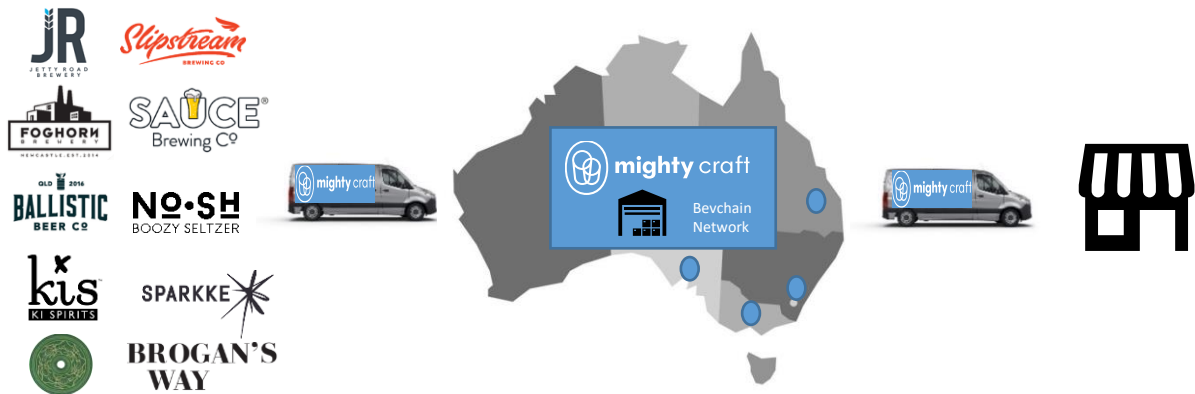 JR
JETTY ROAD
BREWERY
Slipstream
BREWING CO
FOGHORN
BREWERY
NEWCASTLE.EST.2014
SAUCE®
Brewing Co
QLD 2016
BALLISTIC
BEER CO
NO•SH
BOOZY SELTZER
kis™
KI SPIRITS
SPARKKE
BROGAN'S
WAY
mighty craft
mighty craft
Bevchain
Network
mighty craft